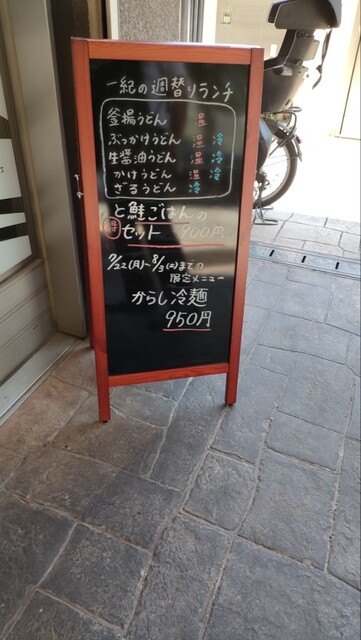 一紀の週替りランチ
釜揚うどん 温
ぶっかけうどん 温 冷
生醤油うどん 温 冷
かけうどん 温 冷
ざるうどん 冷
と鮭ごはんの
セット 900円
7/22(月)~8/3(土)までの
限定メニュー
からし冷麺
950円